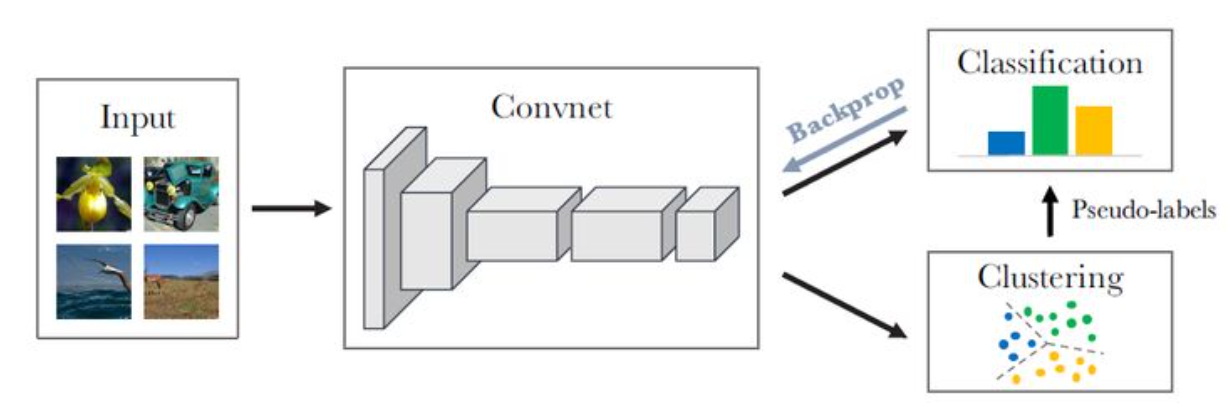 Input
Convnet
Backprop
Classification
Pseudo-labels
Clustering